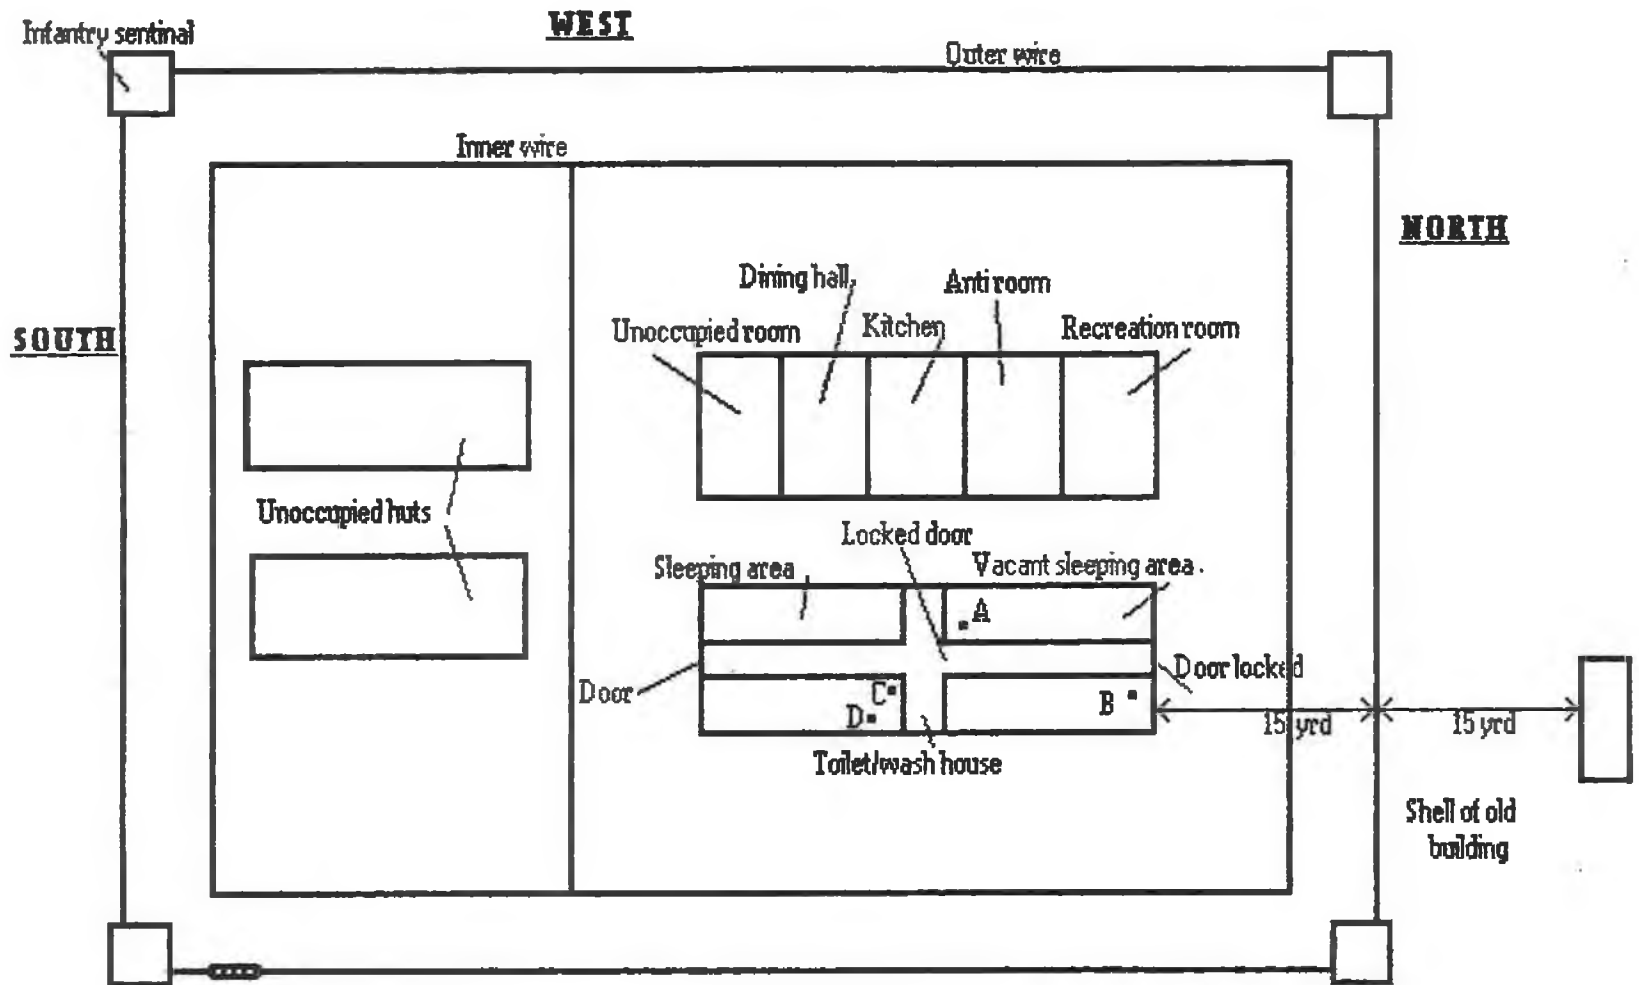 WEST
Infantry sentinal
Outer wire
Inner wire
NORTH
Dining hall
Anti room
SOUTH
Unoccupied room
Kitchen
Recreation room
Unoccupied huts
Locked door
Sleeping area
Vacant sleeping area
A
Door
C
D
B
Door locked
15 yrd
15 yrd
Toilet/wash house
Shell of old
building